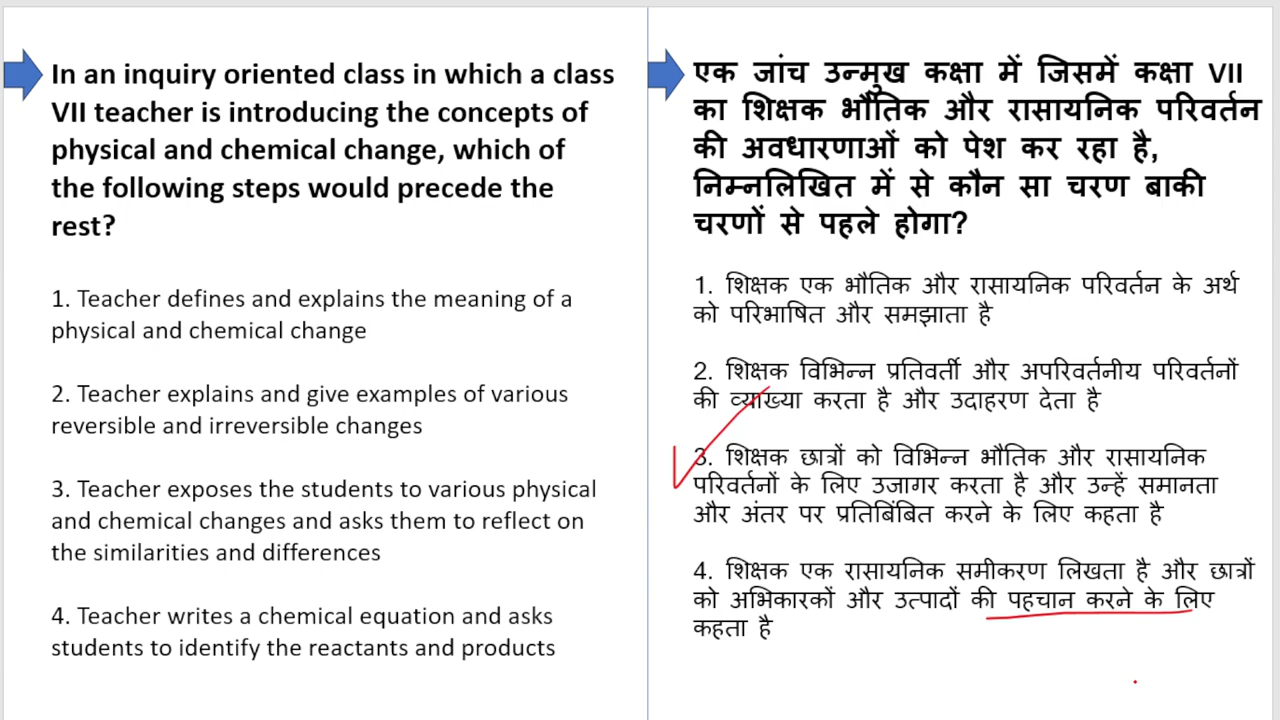 In an inquiry oriented class in which a class
VII teacher is introducing the concepts of
physical and chemical change, which of
the following steps would precede the
rest?
1. Teacher defines and explains the meaning of a
physical and chemical change
2. Teacher explains and give examples of various
reversible and irreversible changes
3. Teacher exposes the students to various physical
and chemical changes and asks them to reflect on
the similarities and differences
4. Teacher writes a chemical equation and asks
students to identify the reactants and products
एक जांच उन्मुख कक्षा में जिसमें कक्षा VII
का शिक्षक भौतिक और रासायनिक परिवर्तन
की अवधारणाओं को पेश कर रहा है,
निम्नलिखित में से कौन सा चरण बाकी
चरणों से पहले होगा?
1. शिक्षक एक भौतिक और रासायनिक परिवर्तन के अर्थ
को परिभाषित और समझाता है
2. शिक्षक विभिन्न प्रतिवर्ती और अपरिवर्तनीय परिवर्तनों
की व्याख्या करता है और उदाहरण देता है
3. शिक्षक छात्रों को विभिन्न भौतिक और रासायनिक
परिवर्तनों के लिए उजागर करता है और उन्हें समानता
और अंतर पर प्रतिबिंबित करने के लिए कहता है
4. शिक्षक एक रासायनिक समीकरण लिखता है और छात्रों
को अभिकारकों और उत्पादों की पहचान करने के लिए
कहता है